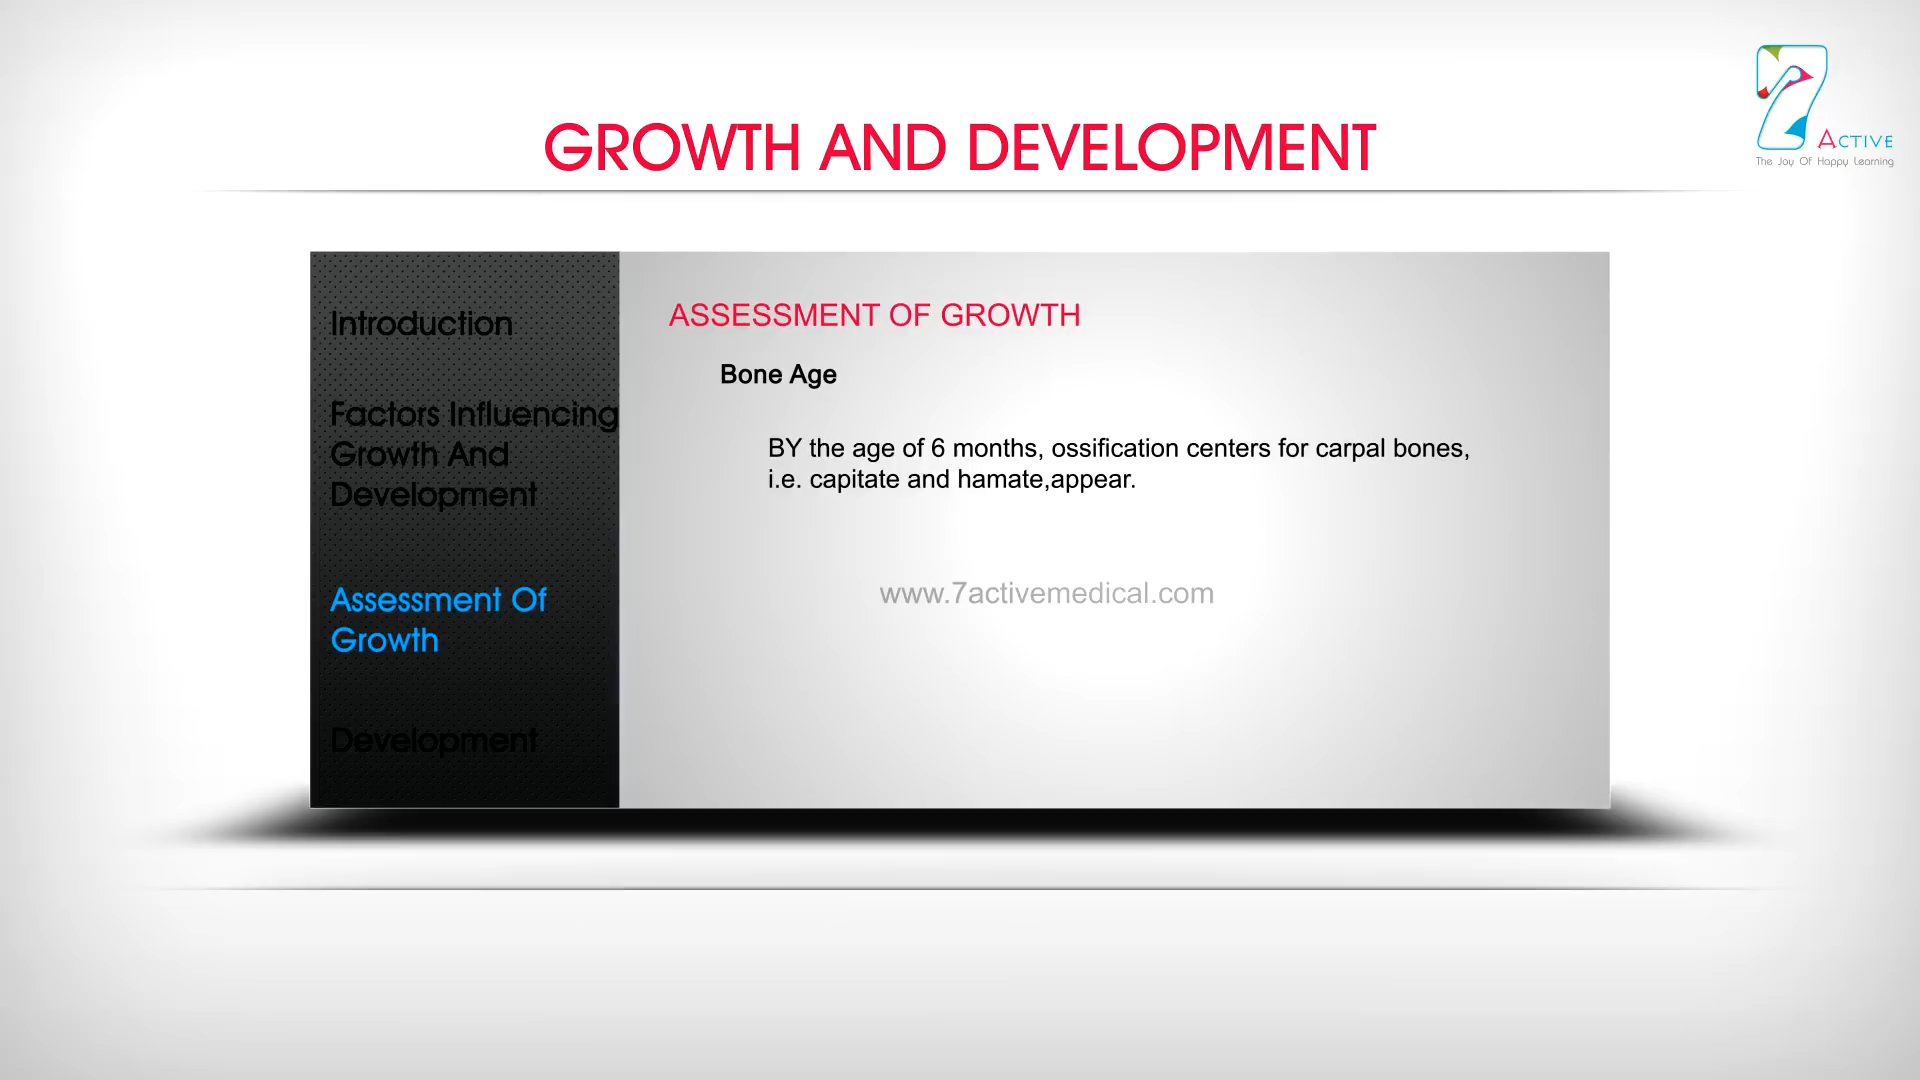 GROWTH AND DEVELOPMENT
7
ACTIVE
The Joy Of Happy Learning
Introduction
Factors Influencing
Growth And
Development
Assessment Of
Growth
Development
ASSESSMENT OF GROWTH
Bone Age
BY the age of 6 months, ossification centers for carpal bones,
i.e. capitate and hamate,appear.
www.7activemedical.com